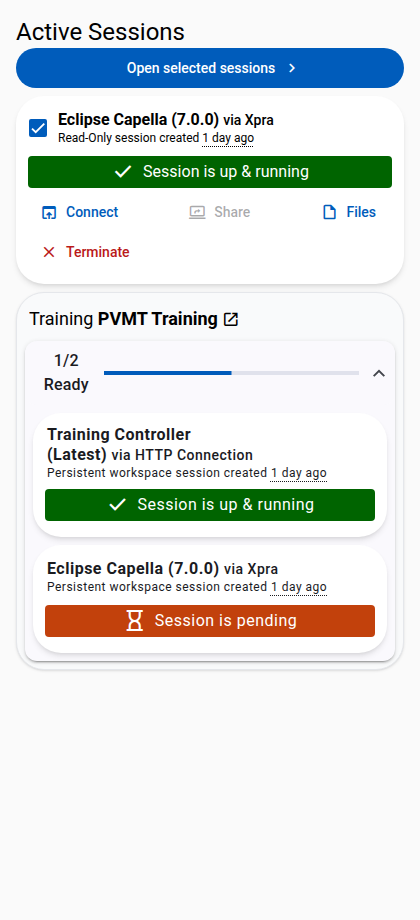 Active Sessions
Open selected sessions
Eclipse Capella (7.0.0) via Xpra
Read-Only session created 1 day ago
Session is up & running
Connect Share Files
Terminate
Training PVMT Training
1/2
Ready
Training Controller
(Latest) via HTTP Connection
Persistent workspace session created 1 day ago
Session is up & running
Eclipse Capella (7.0.0) via Xpra
Persistent workspace session created 1 day ago
Session is pending